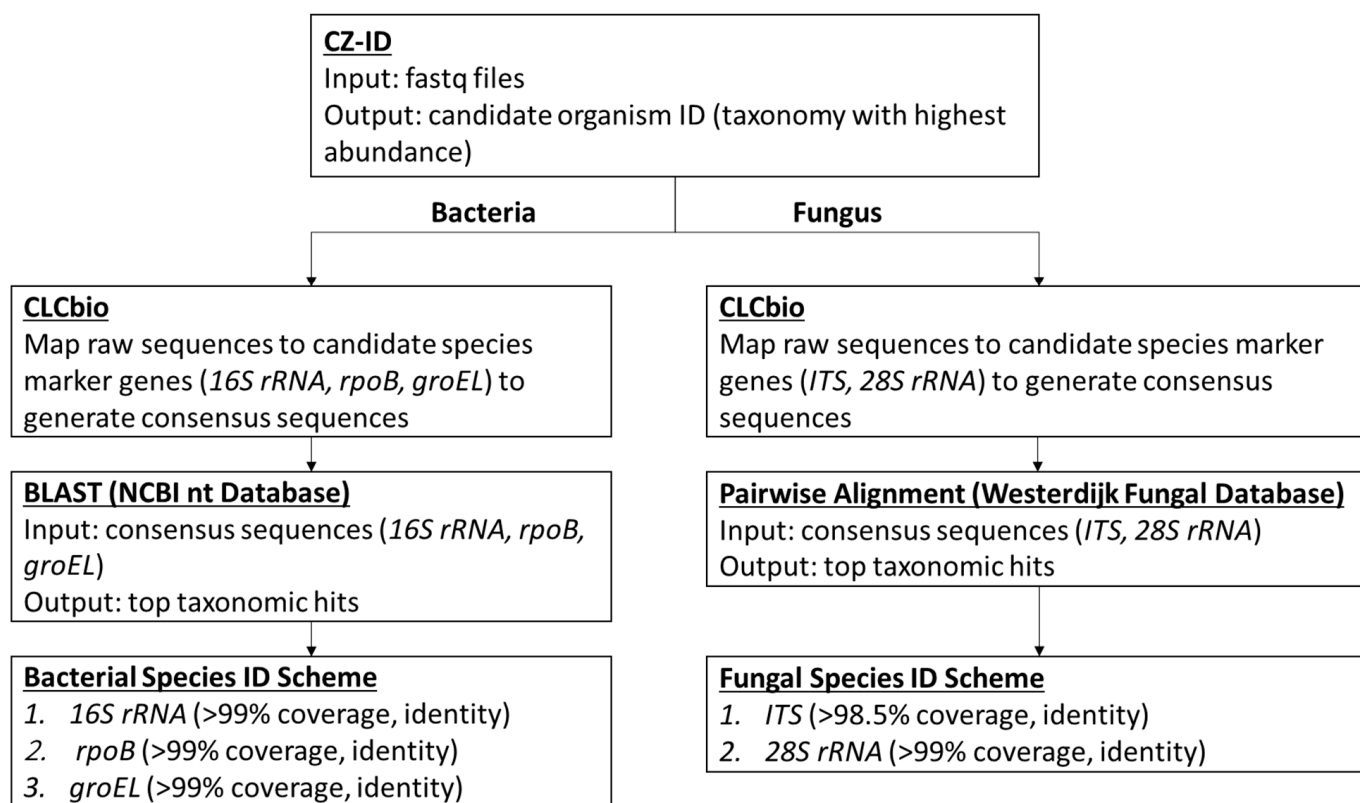 CZ-ID
Input: fastq files
Output: candidate organism ID (taxonomy with highest
abundance)
Bacteria
Fungus
CLCbio
Map raw sequences to candidate species
marker genes (16S rRNA, rpoB, groEL) to
generate consensus sequences
CLCbio
Map raw sequences to candidate species marker
genes (ITS, 28S rRNA) to generate consensus
sequences
BLAST (NCBI nt Database)
Input: consensus sequences (16S rRNA, rpoB,
groEL)
Output: top taxonomic hits
Pairwise Alignment (Westerdijk Fungal Database)
Input: consensus sequences (ITS, 28S rRNA)
Output: top taxonomic hits
Bacterial Species ID Scheme
1. 16S rRNA (>99% coverage, identity)
2. rpoB (>99% coverage, identity)
3. groEL (>99% coverage, identity)
Fungal Species ID Scheme
1. ITS (>98.5% coverage, identity)
2. 28S rRNA (>99% coverage, identity)